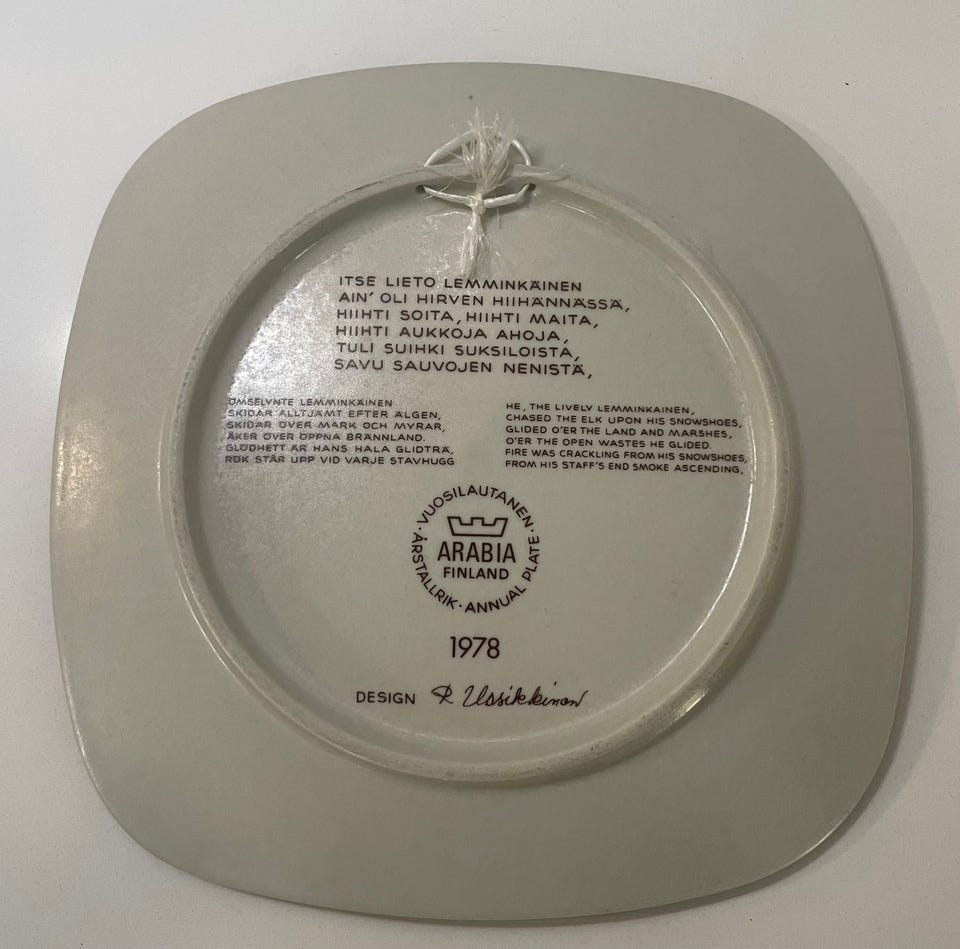 ITSE LIETO LEMMINKÄINEN
AIN' OLI HIRVEN HIIHÄNNÄSSÄ,
HIIHTI SOITA, HIIHTI MAITA,
HIIHTI AUKKOJA AHOJA,
TULI SUIHKI SUKSILOISTA,
SAVU SAUVOJEN NENISTÄ,
ÖMSELYNTE LEMMINKÄINEN
SKIDAR ALLTJÄMT EFTER ÄLGEN,
SKIDAR ÖVER MARK OCH MYRAR,
ÅKER ÖVER ÖPPNA BRÄNNLAND.
GLÖDHETT ÄR HANS HALA GLIDTRÄ,
RÖK STÅR UPP VID VARJE STAVHUGG
HE, THE LIVELY LEMMINKAINEN,
CHASED THE ELK UPON HIS SNOWSHOES,
GLIDED O'ER THE LAND AND MARSHES,
O'ER THE OPEN WASTES HE GLIDED.
FIRE WAS CRACKLING FROM HIS SNOWSHOES,
FROM HIS STAFF'S END SMOKE ASCENDING,
· VUOSILAUTANEN · ANNUAL PLATE · ÅRSTALLRIK
ARABIA
FINLAND
1978
DESIGN R Uosikkinen